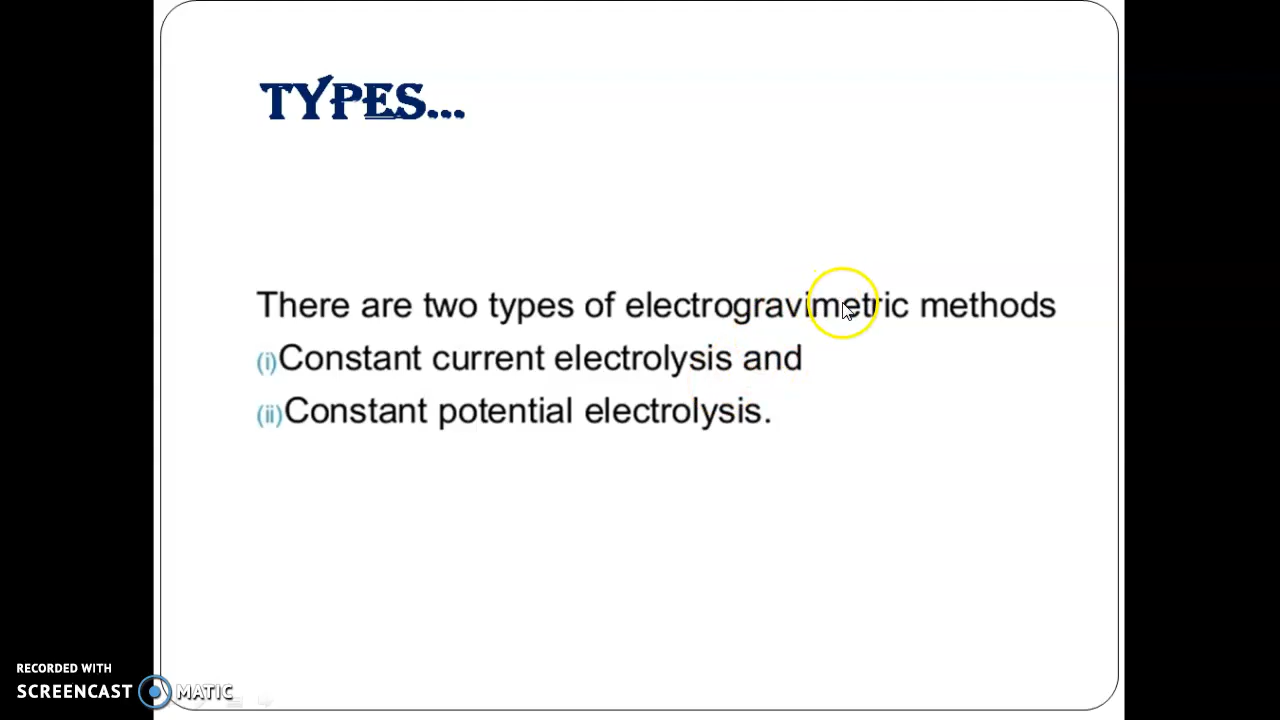 TYPES...
There are two types of electrogravimetric methods
(i)Constant current electrolysis and
(ii)Constant potential electrolysis.
RECORDED WITH
SCREENCAST MATIC